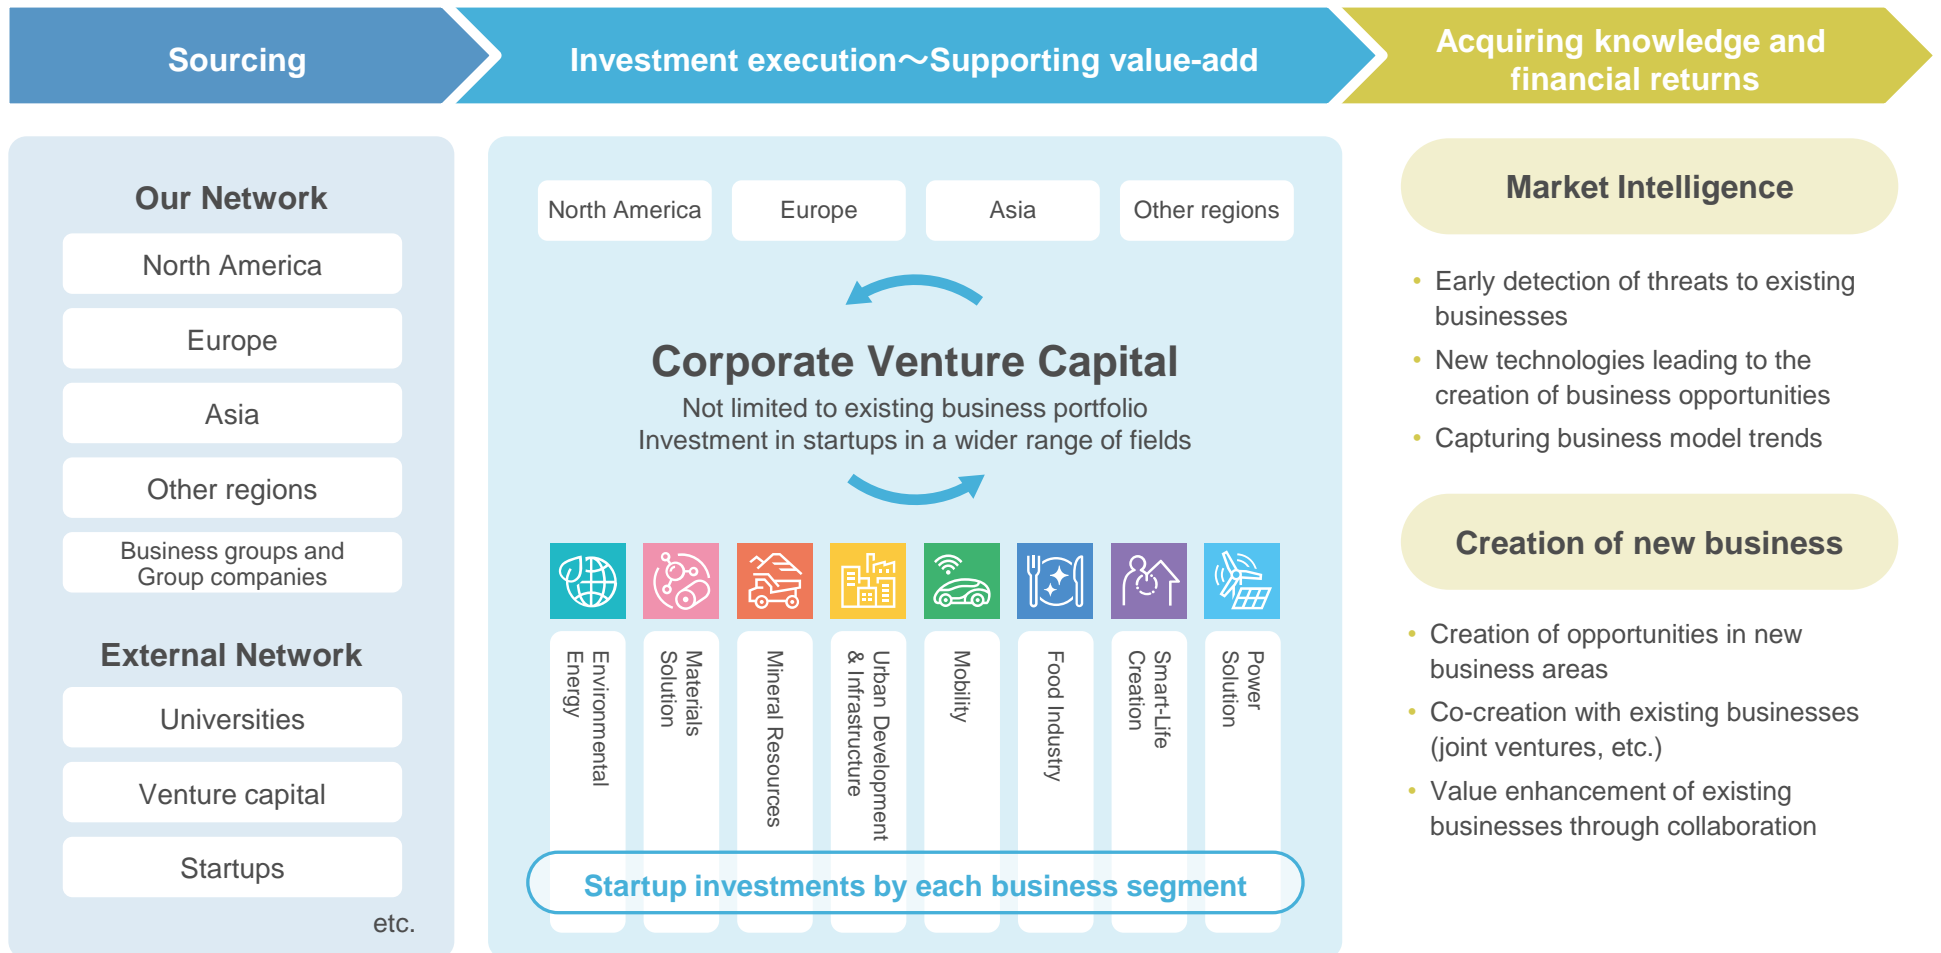 Sourcing
Investment execution～Supporting value-add
Acquiring knowledge and
financial returns
Our Network
North America
Europe
Asia
Other regions
Business groups and
Group companies
External Network
Universities
Venture capital
Startups
etc.
North America
Europe
Asia
Other regions
Corporate Venture Capital
Not limited to existing business portfolio
Investment in startups in a wider range of fields
Environmental
Energy
Materials
Solution
Mineral Resources
Urban Development
& Infrastructure
Mobility
Food Industry
Smart-Life
Creation
Power
Solution
Startup investments by each business segment
Market Intelligence
• Early detection of threats to existing
businesses
• New technologies leading to the
creation of business opportunities
• Capturing business model trends
Creation of new business
• Creation of opportunities in new
business areas
• Co-creation with existing businesses
(joint ventures, etc.)
• Value enhancement of existing
businesses through collaboration